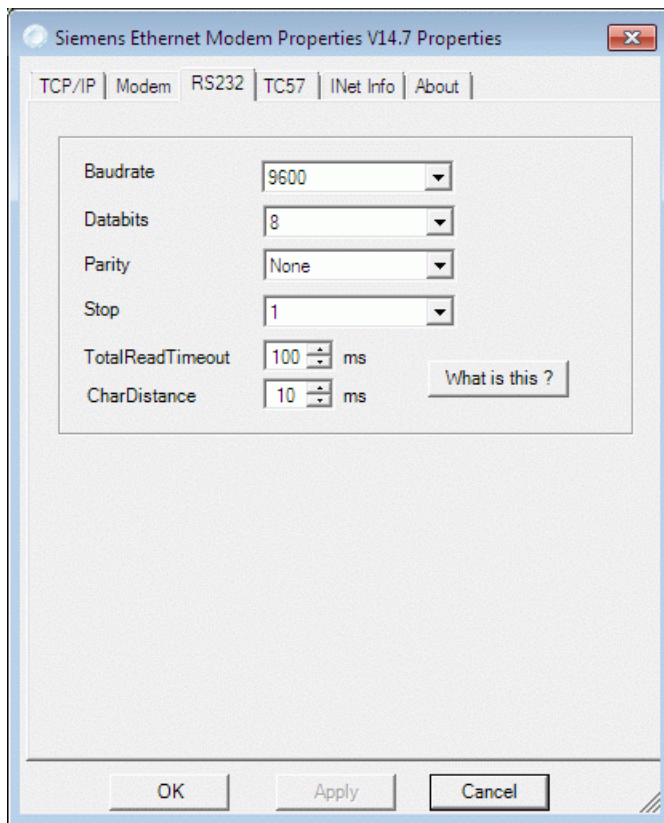 Siemens Ethernet Modem Properties V14.7 Properties
TCP/IP Modem RS232 TC57 INet Info About
Baudrate 9600
Databits 8
Parity None
Stop 1
TotalReadTimeout 100 ms
CharDistance 10 ms
What is this ?
OK Apply Cancel